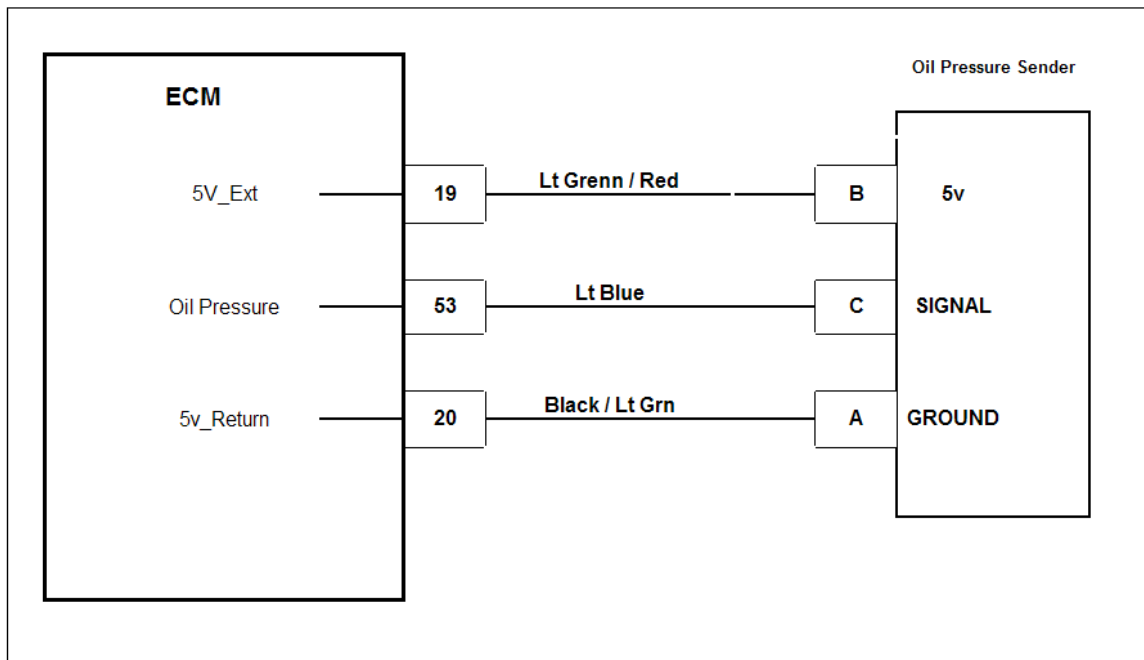 Oil Pressure Sender
ECM
5V_Ext
19
Lt Grenn / Red
B
5v
Oil Pressure
53
Lt Blue
C
SIGNAL
5v_Return
20
Black / Lt Grn
A
GROUND